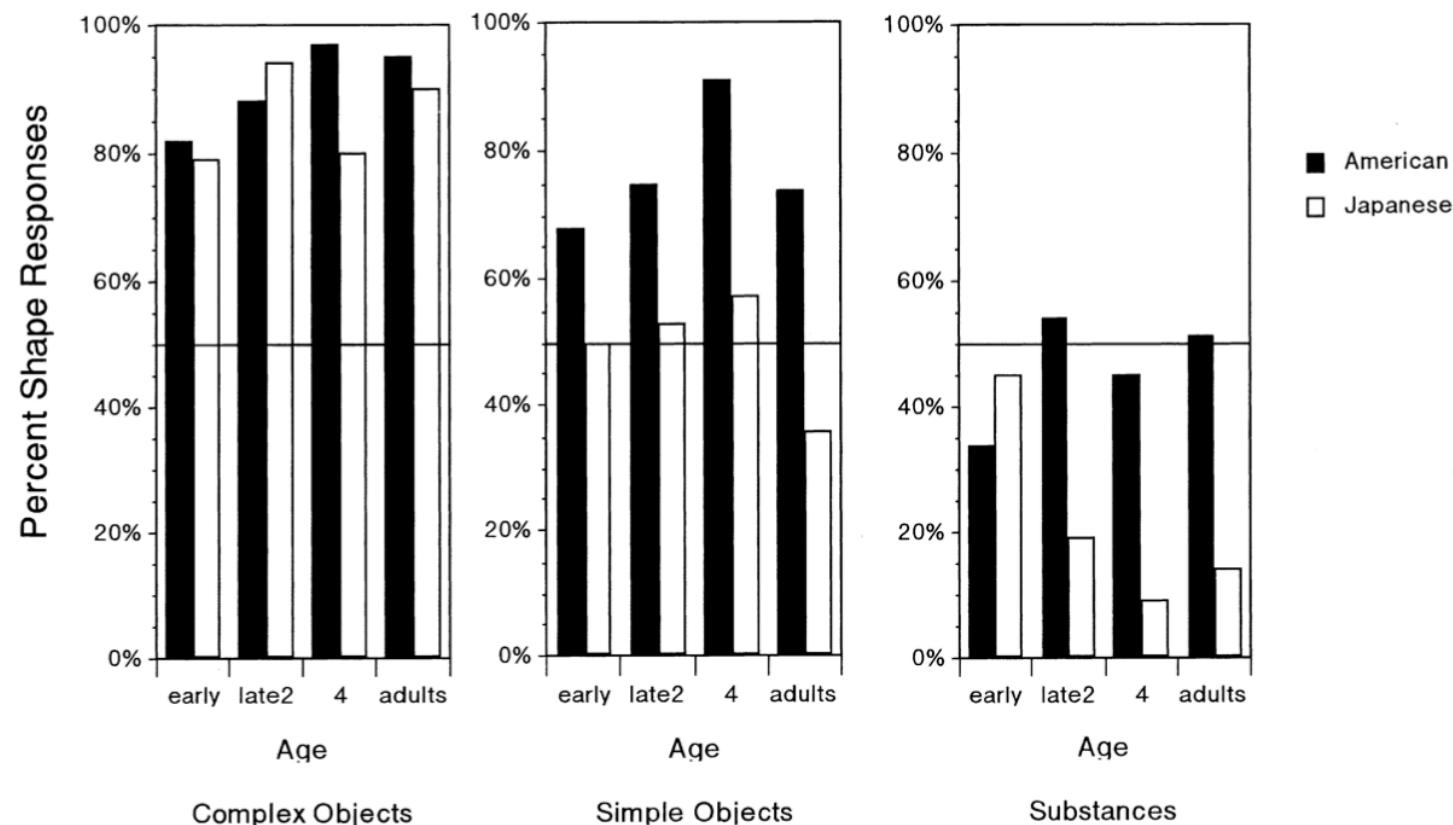 Percent Shape Responses
100%
80%
60%
40%
20%
0%
early late2 4 adults
Age
Complex Objects
100%
80%
60%
40%
20%
0%
early late2 4 adults
Age
Simple Objects
100%
80%
60%
40%
20%
0%
early late2 4 adults
Age
Substances
American
Japanese